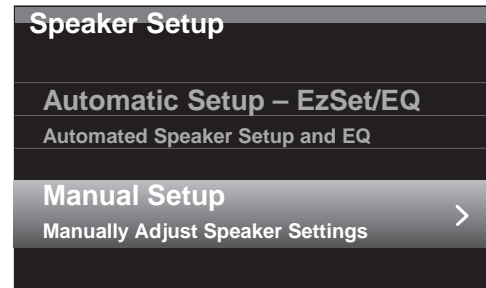 Speaker Setup
Automatic Setup – EzSet/EQ
Automated Speaker Setup and EQ
Manual Setup
Manually Adjust Speaker Settings